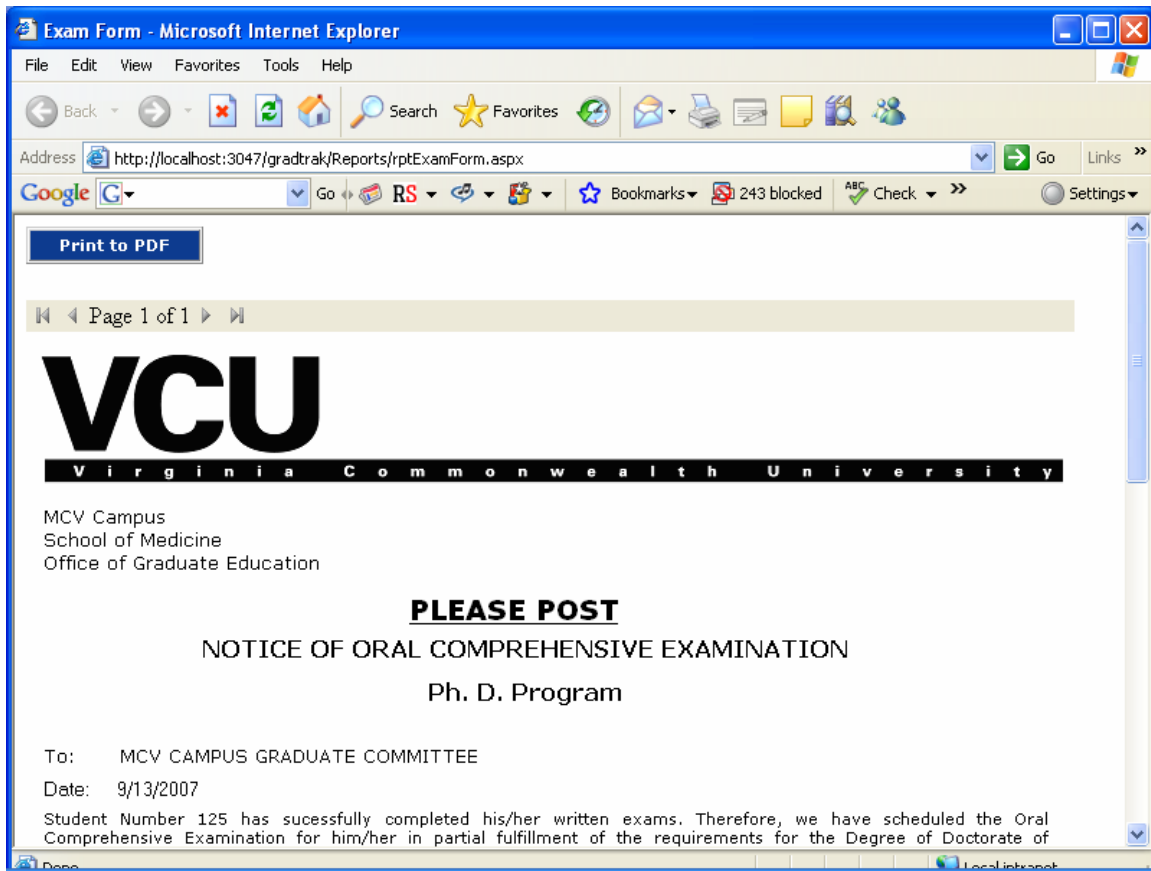 Exam Form - Microsoft Internet Explorer
File Edit View Favorites Tools Help
Back Search Favorites
Address http://localhost:3047/gradtrak/Reports/rptExamForm.aspx Go Links »
Google G Go RS Bookmarks 243 blocked ABC Check » Settings
Print to PDF
Page 1 of 1
VCU
Virginia Commonwealth University
MCV Campus
School of Medicine
Office of Graduate Education
PLEASE POST
NOTICE OF ORAL COMPREHENSIVE EXAMINATION
Ph. D. Program
To: MCV CAMPUS GRADUATE COMMITTEE
Date: 9/13/2007
Student Number 125 has sucessfully completed his/her written exams. Therefore, we have scheduled the Oral
Comprehensive Examination for him/her in partial fulfillment of the requirements for the Degree of Doctorate of
Done Local intranet